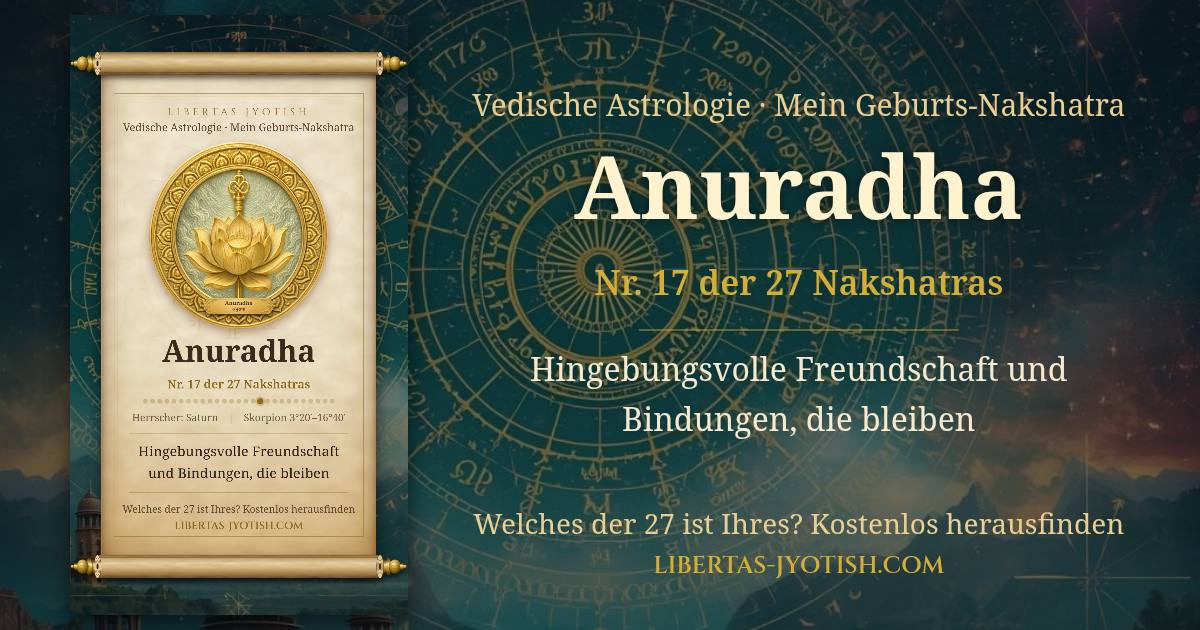 LIBERTAS JYOTISH
Vedische Astrologie · Mein Geburts-Nakshatra
Anuradha
Anuradha
Nr. 17 der 27 Nakshatras
Herrscher: Saturn | Skorpion 3°20′–16°40′
Hingebungsvolle Freundschaft
und Bindungen, die bleiben
Welches der 27 ist Ihres? Kostenlos herausfinden
LIBERTAS-JYOTISH.COM
Vedische Astrologie · Mein Geburts-Nakshatra
Anuradha
Nr. 17 der 27 Nakshatras
Hingebungsvolle Freundschaft und
Bindungen, die bleiben
Welches der 27 ist Ihres? Kostenlos herausfinden
LIBERTAS-JYOTISH.COM